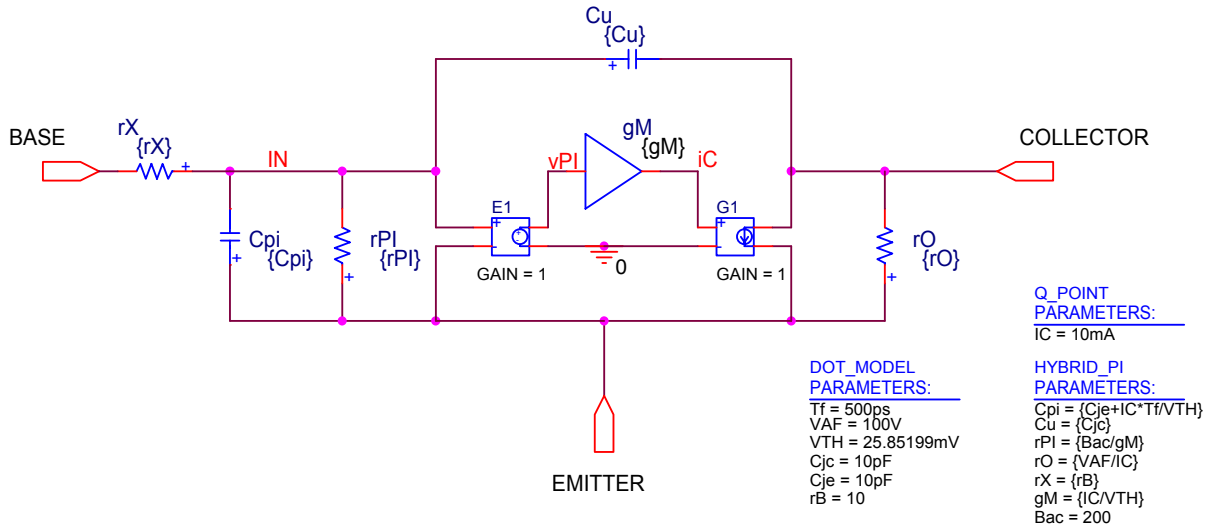 Cu
{Cu}
BASE
rX
{rX}
IN
vPI
gM
{gM}
iC
COLLECTOR
E1
G1
Cpi
{Cpi}
rPI
{rPI}
GAIN = 1
0
GAIN = 1
rO
{rO}
EMITTER
Q_POINT
PARAMETERS:
IC = 10mA
DOT_MODEL
PARAMETERS:
Tf = 500ps
VAF = 100V
VTH = 25.85199mV
Cjc = 10pF
Cje = 10pF
rB = 10
HYBRID_PI
PARAMETERS:
Cpi = {Cje+IC*Tf/VTH}
Cu = {Cjc}
rPI = {Bac/gM}
rO = {VAF/IC}
rX = {rB}
gM = {IC/VTH}
Bac = 200